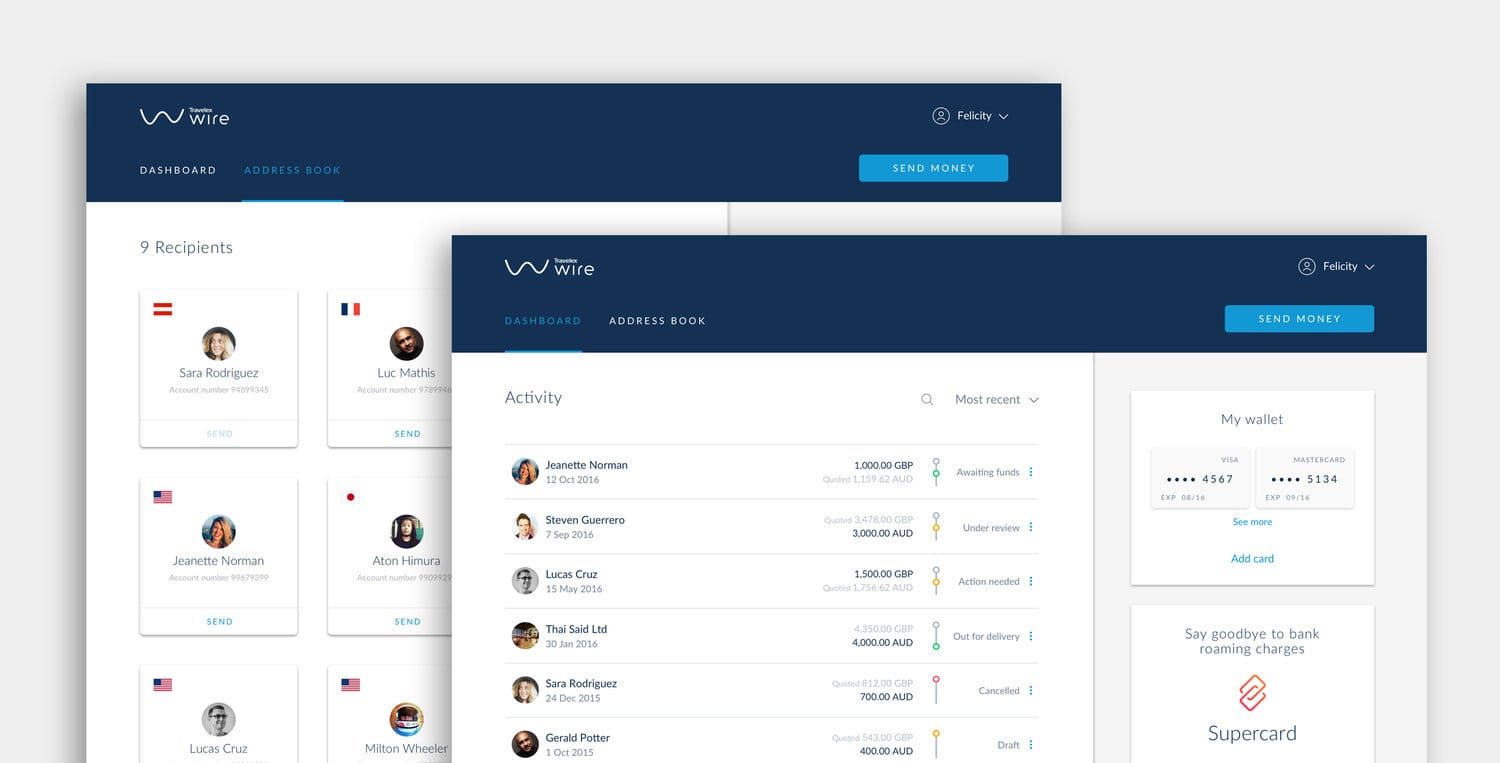 Travelex
wire
Felicity
DASHBOARD
ADDRESS BOOK
SEND MONEY
9 Recipients
Sara Rodriguez
Account number 94899345
SEND
Luc Mathis
Account number 9789946
SEND
Jeanette Norman
Account number 99679399
SEND
Aton Himura
Account number 9909929
SEND
Lucas Cruz
Milton Wheeler
Travelex
wire
Felicity
DASHBOARD
ADDRESS BOOK
SEND MONEY
Activity
Most recent
Jeanette Norman
12 Oct 2016
1,000.00 GBP
Quoted 1,159.62 AUD
Awaiting funds
Steven Guerrero
7 Sep 2016
Quoted 3,478.00 GBP
3,000.00 AUD
Under review
Lucas Cruz
15 May 2016
1,500.00 GBP
Quoted 1,756.62 AUD
Action needed
Thai Said Ltd
30 Jan 2016
4,350.00 GBP
4,000.00 AUD
Out for delivery
Sara Rodriguez
24 Dec 2015
Quoted 812.00 GBP
700.00 AUD
Cancelled
Gerald Potter
1 Oct 2015
Quoted 543.00 GBP
400.00 AUD
Draft
My wallet
VISA
•••• 4567
EXP 08/16
MASTERCARD
•••• 5134
EXP 09/16
See more
Add card
Say goodbye to bank
roaming charges
Supercard